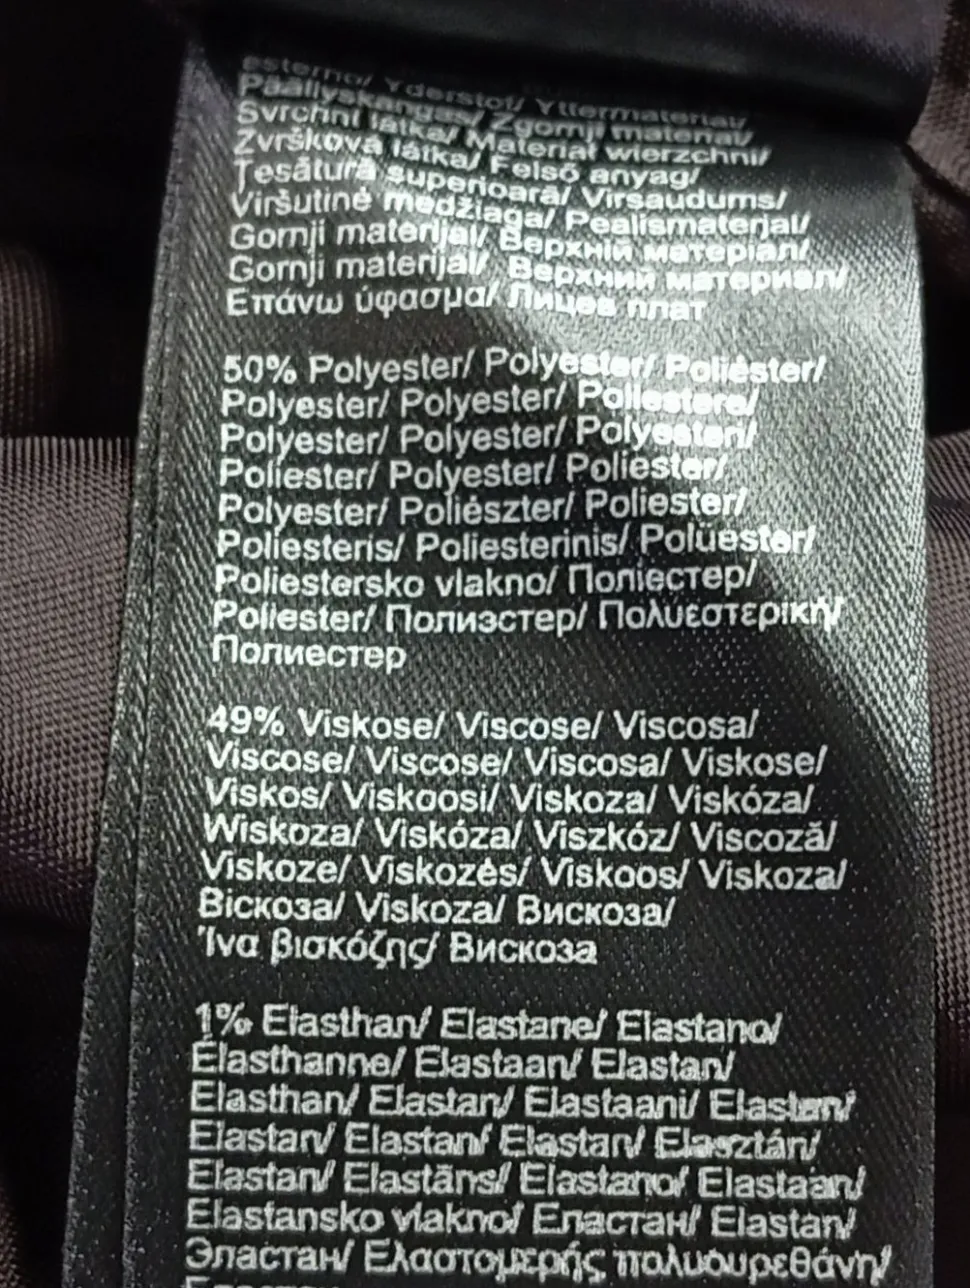 esterno/ Yderstof/ Yttermaterial/
Päällyskangas/ Zgornji material/
Svrchní látka/ Materiał wierzchni/
Zvršková látka/ Felső anyag/
Ţesătură superioară/ Virsaudums/
Viršutinė medžiaga/ Pealismaterjal/
Gornji materijal/ Верхній матеріал/
Gornji materijal/ Верхний материал/
Επάνω ύφασμα/ Лицев плат
50% Polyester/ Polyester/ Poliéster/
Polyester/ Polyester/ Poliestere/
Polyester/ Polyester/ Polyesteri/
Poliester/ Polyester/ Poliester/
Polyester/ Poliészter/ Poliester/
Poliesteris/ Poliesterinis/ Polüester/
Poliestersko vlakno/ Поліестер/
Poliester/ Полиэстер/ Πολυεστερική/
Полиестер
49% Viskose/ Viscose/ Viscosa/
Viscose/ Viscose/ Viscosa/ Viskose/
Viskos/ Viskoosi/ Viskoza/ Viskóza/
Wiskoza/ Viskóza/ Viszkóz/ Viscoză/
Viskoze/ Viskozės/ Viskoos/ Viskoza/
Віскоза/ Viskoza/ Вискоза/
Ίνα βισκόζης/ Вискоза
1% Elasthan/ Elastane/ Elastano/
Élasthanne/ Elastaan/ Elastan/
Elasthan/ Elastan/ Elastaani/ Elastan/
Elastan/ Elastan/ Elastan/ Elasztán/
Elastan/ Elastāns/ Elastano/ Elastaan/
Elastansko vlakno/ Еластан/ Elastan/
Эластан/ Ελαστομερής πολυουρεθάνη/